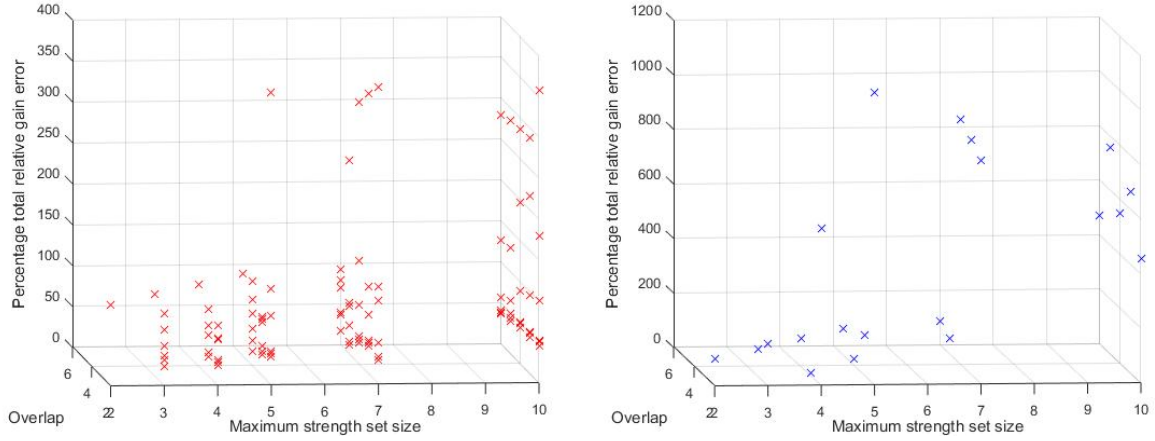 400
350
300
250
200
150
100
50
0
Percentage total relative gain error
6
4
2
Overlap
2 3 4 5 6 7 8 9 10
Maximum strength set size
1200
1000
800
600
400
200
0
Percentage total relative gain error
6
4
2
Overlap
2 3 4 5 6 7 8 9 10
Maximum strength set size